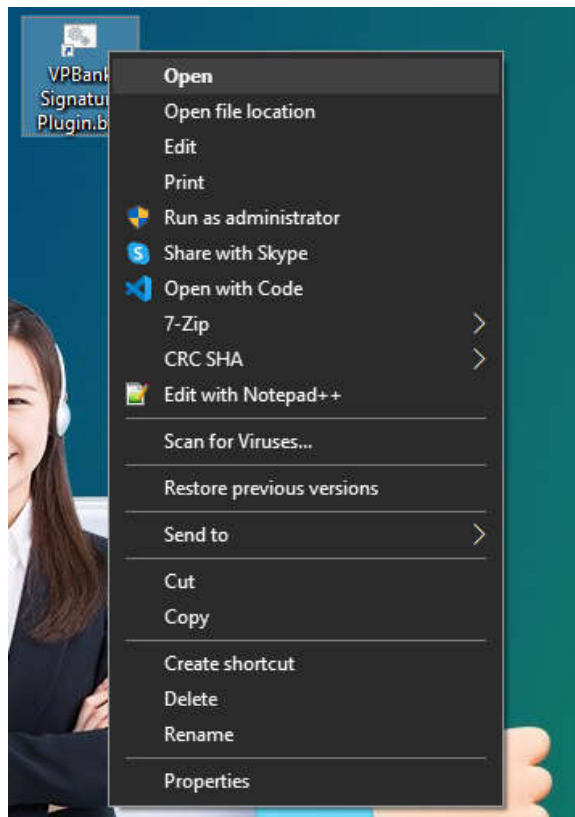 VPBank
Signatu
Plugin.b
Open
Open file location
Edit
Print
Run as administrator
Share with Skype
Open with Code
7-Zip
CRC SHA
Edit with Notepad++
Scan for Viruses...
Restore previous versions
Send to
Cut
Copy
Create shortcut
Delete
Rename
Properties